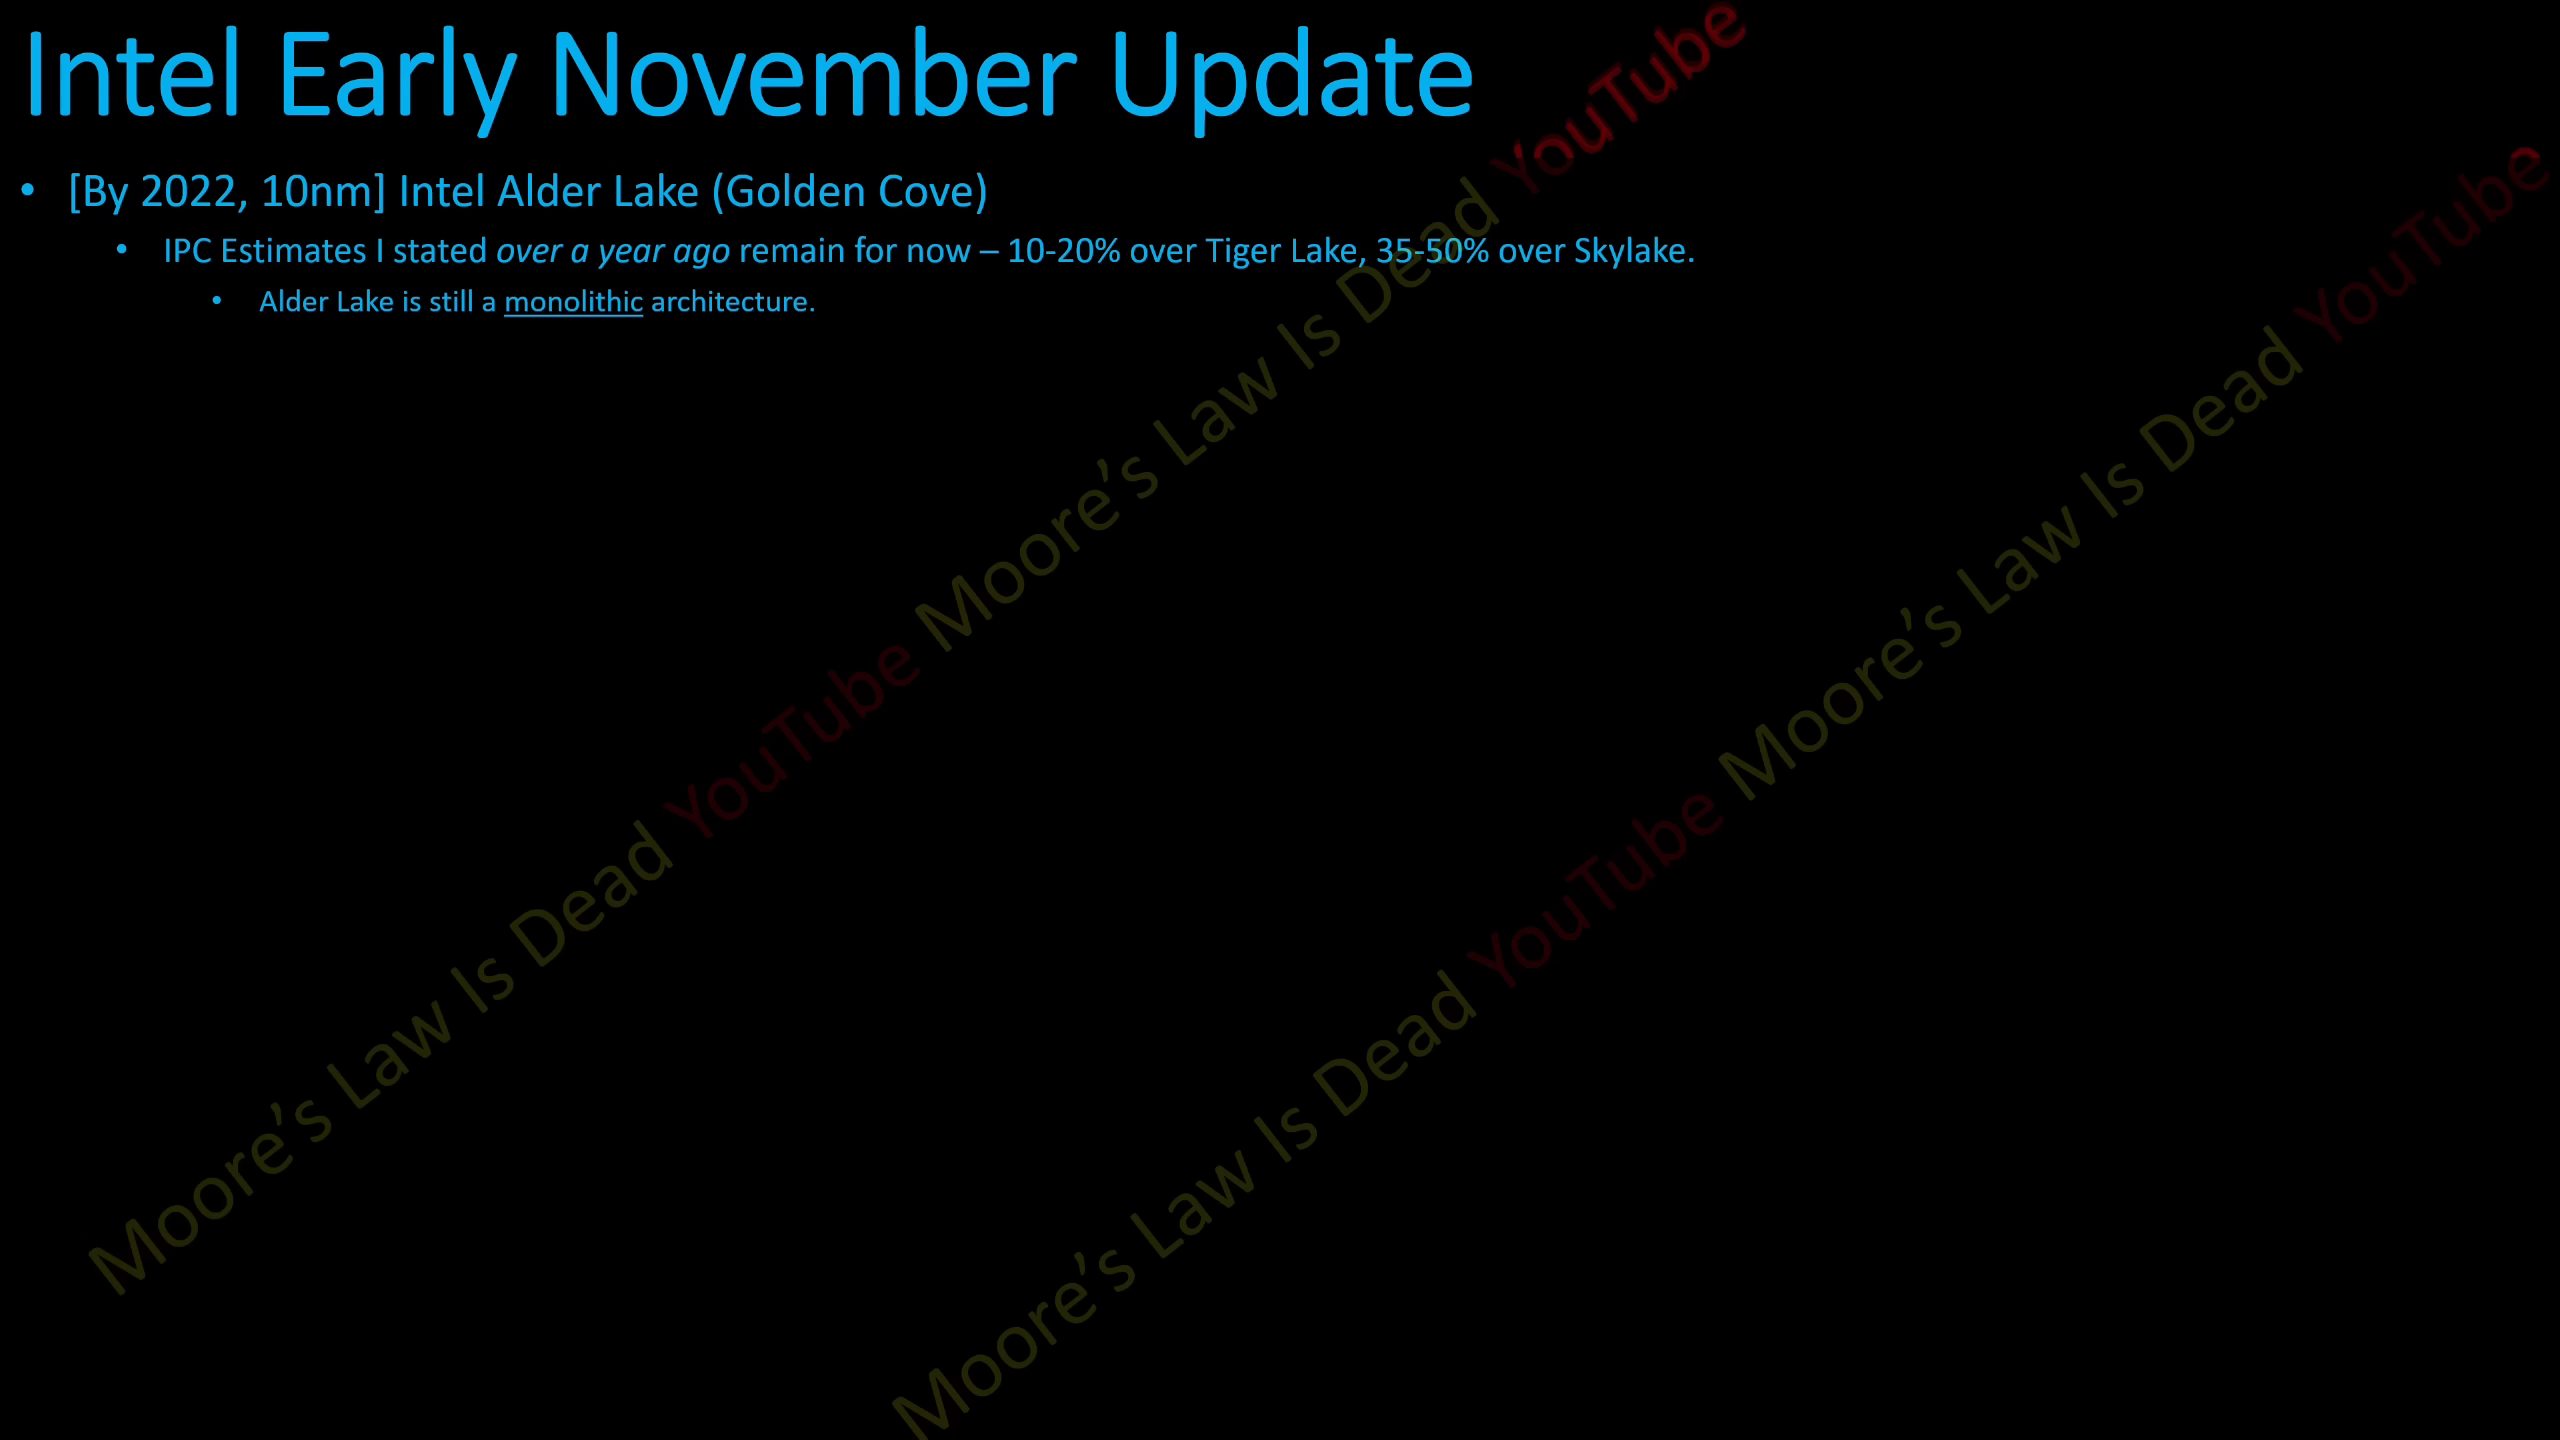 Intel Early November Update
• [By 2022, 10nm] Intel Alder Lake (Golden Cove)
• IPC Estimates I stated over a year ago remain for now – 10-20% over Tiger Lake, 35-50% over Skylake.
• Alder Lake is still a monolithic architecture.
Moore’s Law Is Dead YouTube Moore’s Law Is Dead YouTube
Moore’s Law Is Dead YouTube Moore’s Law Is Dead YouTube